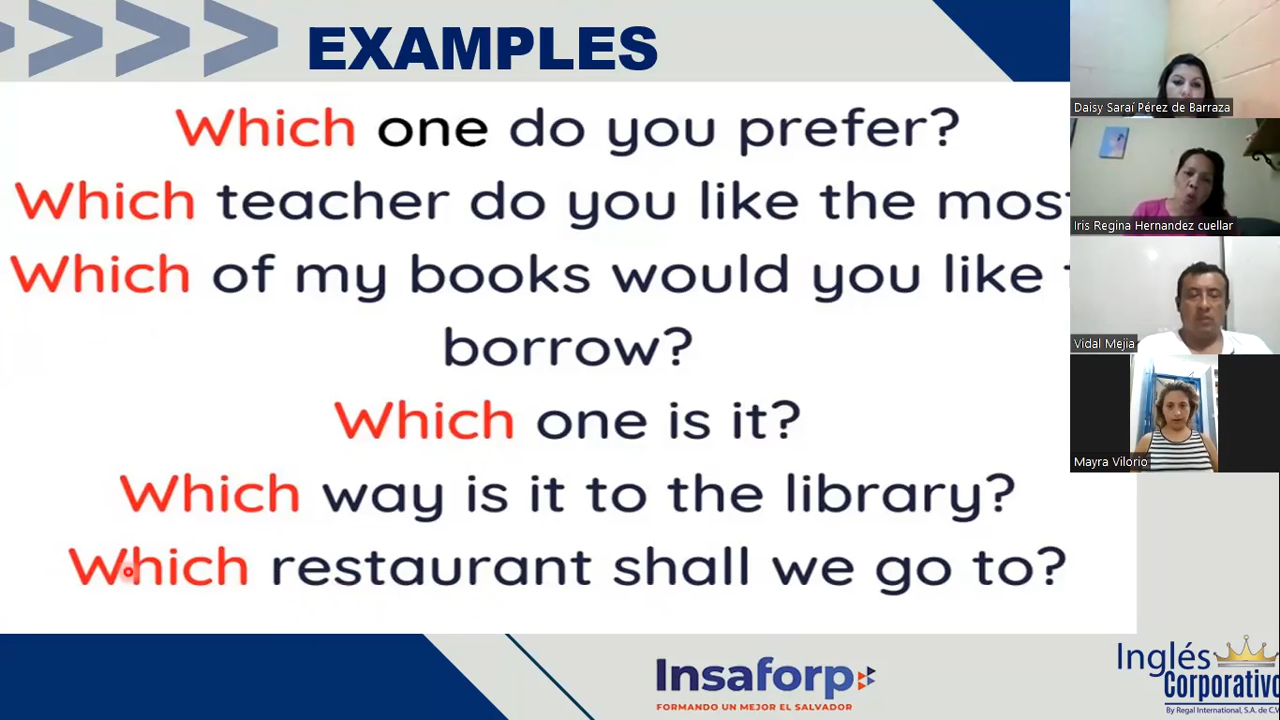 EXAMPLES
Which one do you prefer?
Which teacher do you like the most
Which of my books would you like
borrow?
Which one is it?
Which way is it to the library?
Which restaurant shall we go to?
Daisy Saraí Pérez de Barraza
Iris Regina Hernandez cuellar
Vidal Mejia
Mayra Vilorio
Insaforp
FORMANDO UN MEJOR EL SALVADOR
Inglés
Corporativo
By Regal International, S.A. de C.V